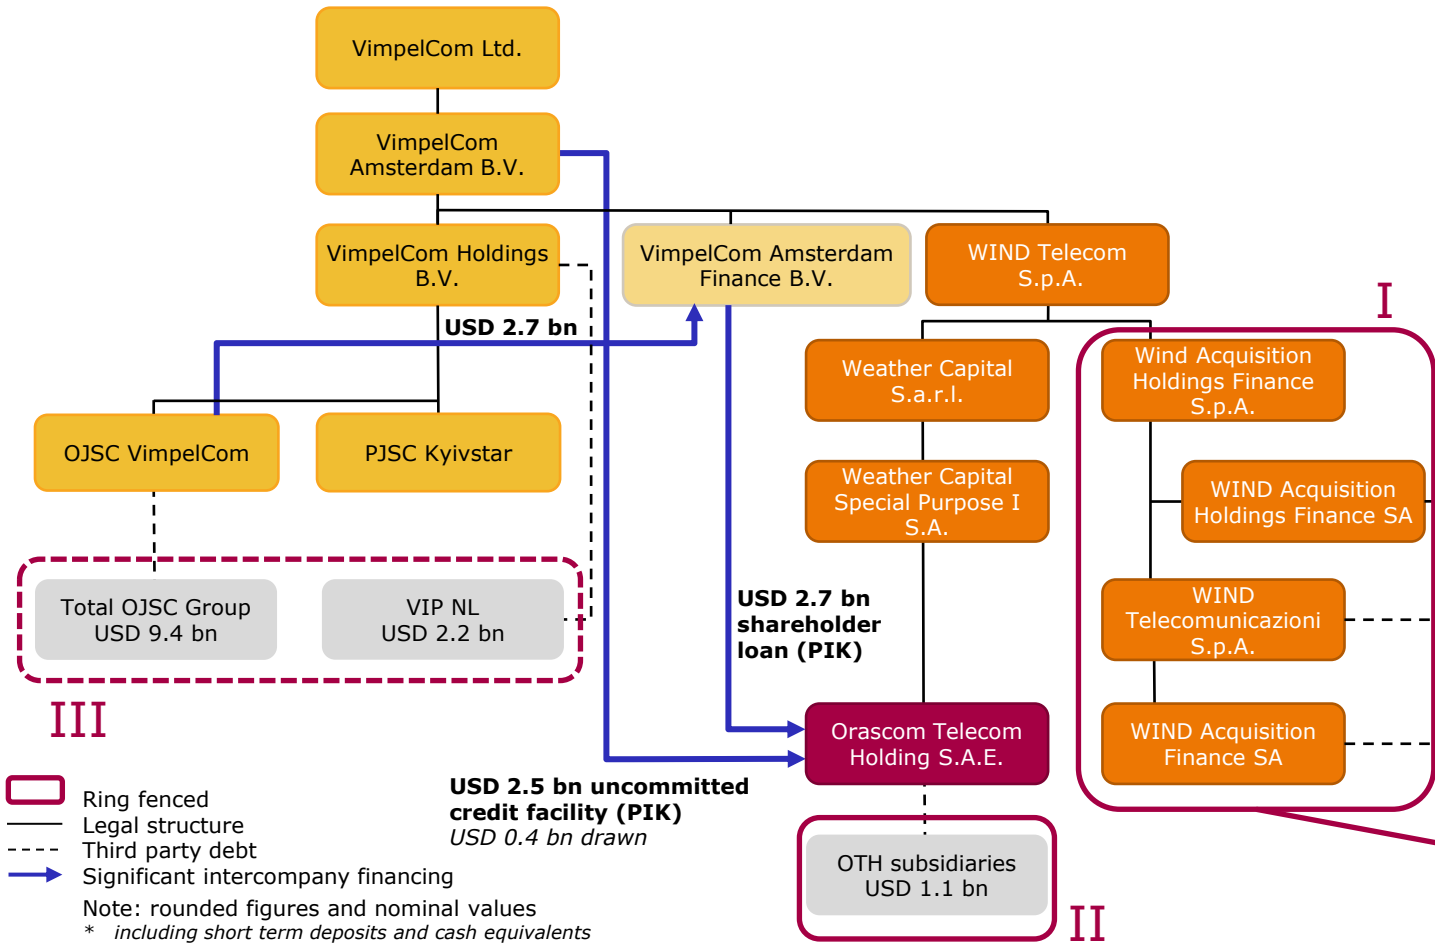 VimpelCom Ltd.
VimpelCom
Amsterdam B.V.
VimpelCom Holdings
B.V.
VimpelCom Amsterdam
Finance B.V.
WIND Telecom
S.p.A.
I
USD 2.7 bn
Weather Capital
S.a.r.l.
Wind Acquisition
Holdings Finance
S.p.A.
OJSC VimpelCom
PJSC Kyivstar
Weather Capital
Special Purpose I
S.A.
WIND Acquisition
Holdings Finance SA
Total OJSC Group
USD 9.4 bn
VIP NL
USD 2.2 bn
USD 2.7 bn
shareholder
loan (PIK)
WIND
Telecomunicazioni
S.p.A.
III
Orascom Telecom
Holding S.A.E.
WIND Acquisition
Finance SA
USD 2.5 bn uncommitted
credit facility (PIK)
USD 0.4 bn drawn
OTH subsidiaries
USD 1.1 bn
II
Ring fenced
Legal structure
Third party debt
Significant intercompany financing
Note: rounded figures and nominal values
* including short term deposits and cash equivalents